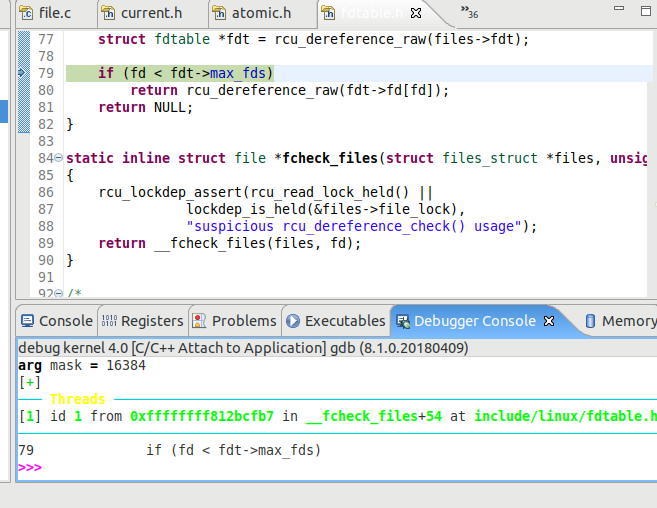 file.c current.h atomic.h fdtable.h 36
77 struct fdtable *fdt = rcu_dereference_raw(files->fdt);
78
79 if (fd < fdt->max_fds)
80 return rcu_dereference_raw(fdt->fd[fd]);
81 return NULL;
82 }
83
84 static inline struct file *fcheck_files(struct files_struct *files, unsig
85 {
86 rcu_lockdep_assert(rcu_read_lock_held() ||
87 lockdep_is_held(&files->file_lock),
88 "suspicious rcu_dereference_check() usage");
89 return __fcheck_files(files, fd);
90 }
91
92 /*
Console Registers Problems Executables Debugger Console Memory
debug kernel 4.0 [C/C++ Attach to Application] gdb (8.1.0.20180409)
arg mask = 16384
[+]
Threads
[1] id 1 from 0xffffffff812bcfb7 in __fcheck_files+54 at include/linux/fdtable.h
79 if (fd < fdt->max_fds)
>>>